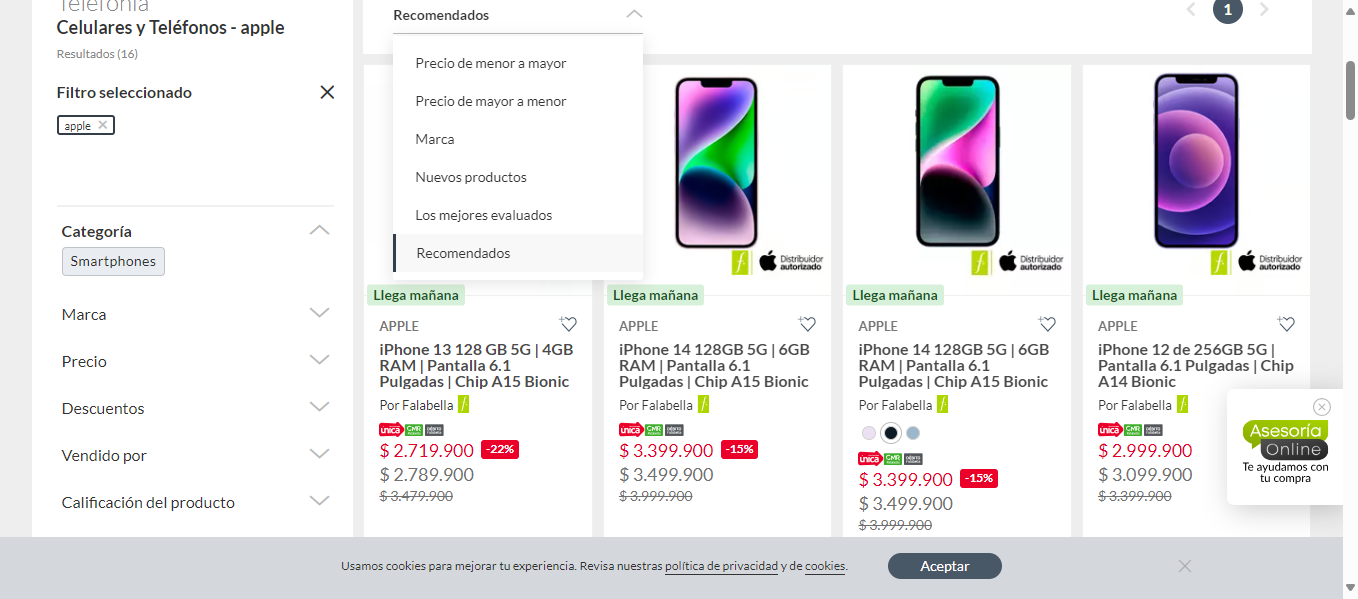 Telefonía
Celulares y Teléfonos - apple
Resultados (16)
Filtro seleccionado
apple
Categoría
Smartphones
Marca
Precio
Descuentos
Vendido por
Calificación del producto
Recomendados
Precio de menor a mayor
Precio de mayor a menor
Marca
Nuevos productos
Los mejores evaluados
Recomendados
1
Llega mañana
APPLE
iPhone 13 128 GB 5G | 4GB
RAM | Pantalla 6.1
Pulgadas | Chip A15 Bionic
Por Falabella f
unica CMR
$ 2.719.900 -22%
$ 2.789.900
$ 3.479.900
f Distribuidor
autorizado
Llega mañana
APPLE
iPhone 14 128GB 5G | 6GB
RAM | Pantalla 6.1
Pulgadas | Chip A15 Bionic
Por Falabella f
unica CMR
$ 3.399.900 -15%
$ 3.499.900
$ 3.999.900
f Distribuidor
autorizado
Llega mañana
APPLE
iPhone 14 128GB 5G | 6GB
RAM | Pantalla 6.1
Pulgadas | Chip A15 Bionic
Por Falabella f
unica CMR
$ 3.399.900 -15%
$ 3.499.900
$ 3.999.900
f Distribuidor
autorizado
Llega mañana
APPLE
iPhone 12 de 256GB 5G |
Pantalla 6.1 Pulgadas | Chip
A14 Bionic
Por Falabella f
unica CMR
$ 2.999.900
$ 3.099.900
$ 3.399.900
Asesoría
Online
Te ayudamos con
tu compra
Usamos cookies para mejorar tu experiencia. Revisa nuestras política de privacidad y de cookies.
Aceptar